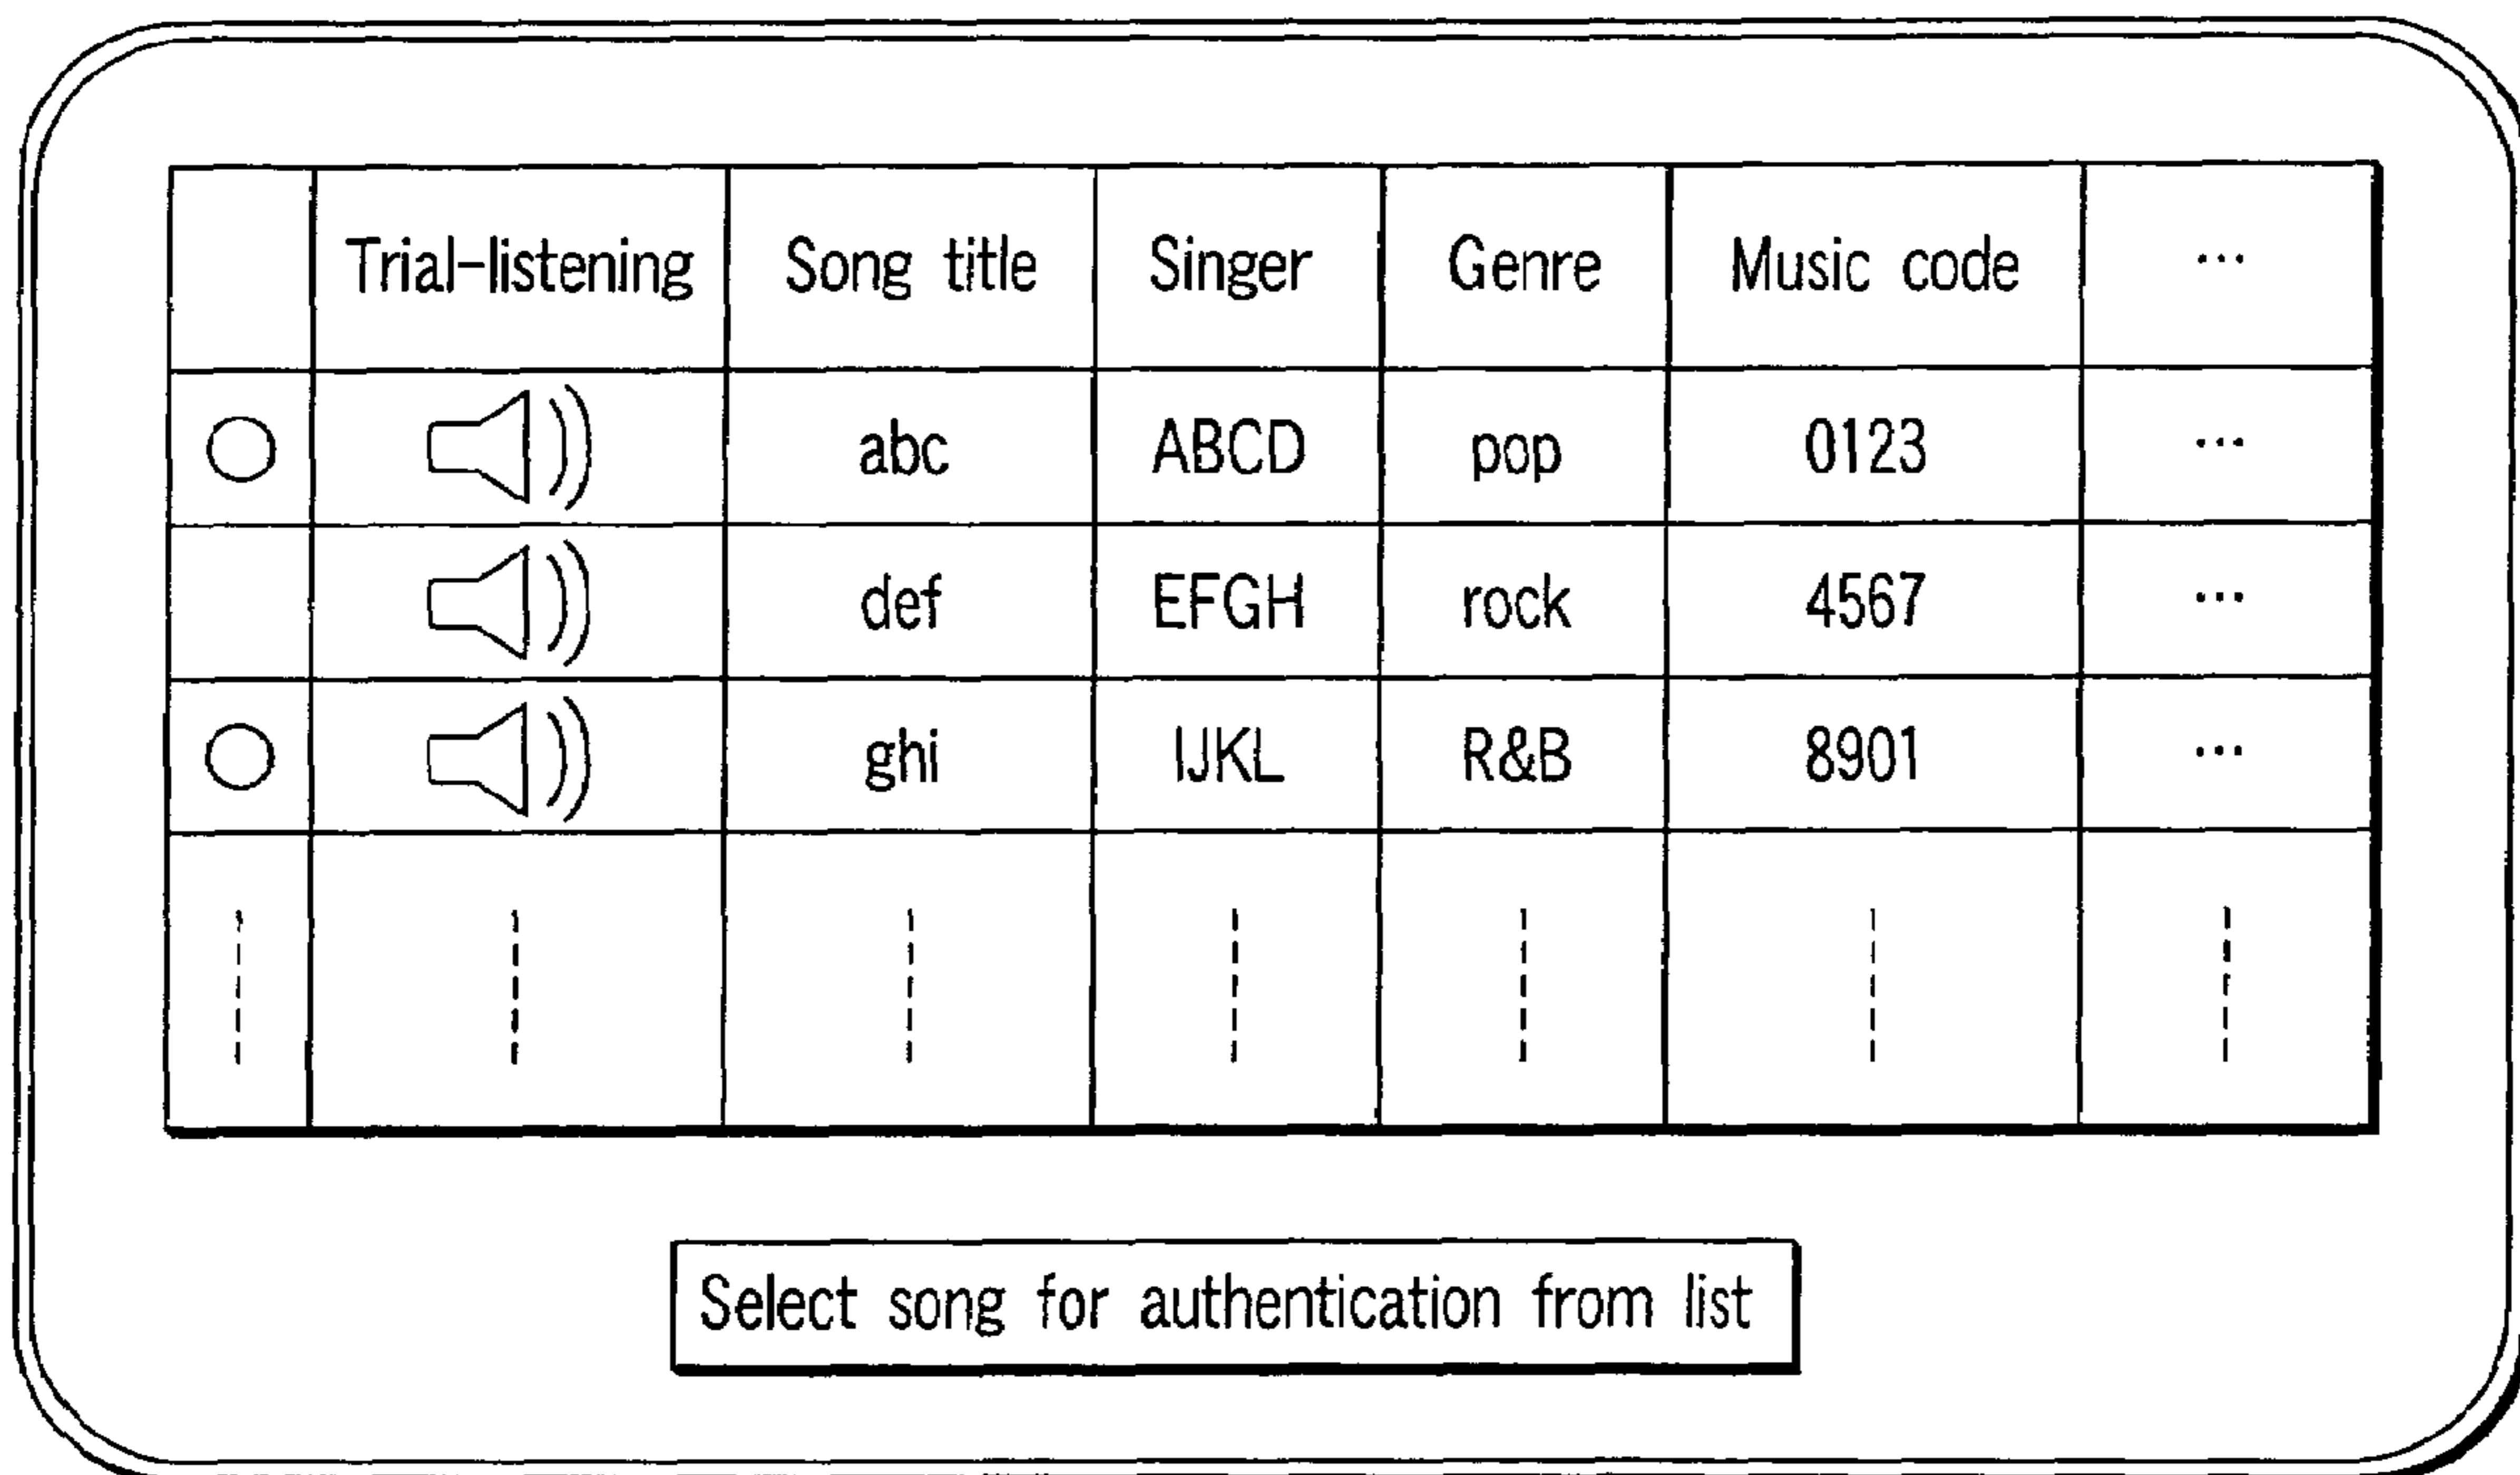 Trial-listening Song title Singer Genre Music code ...
abc ABCD pop 0123 ...
def EFGH rock 4567 ...
ghi IJKL R&B 8901 ...
Select song for authentication from list